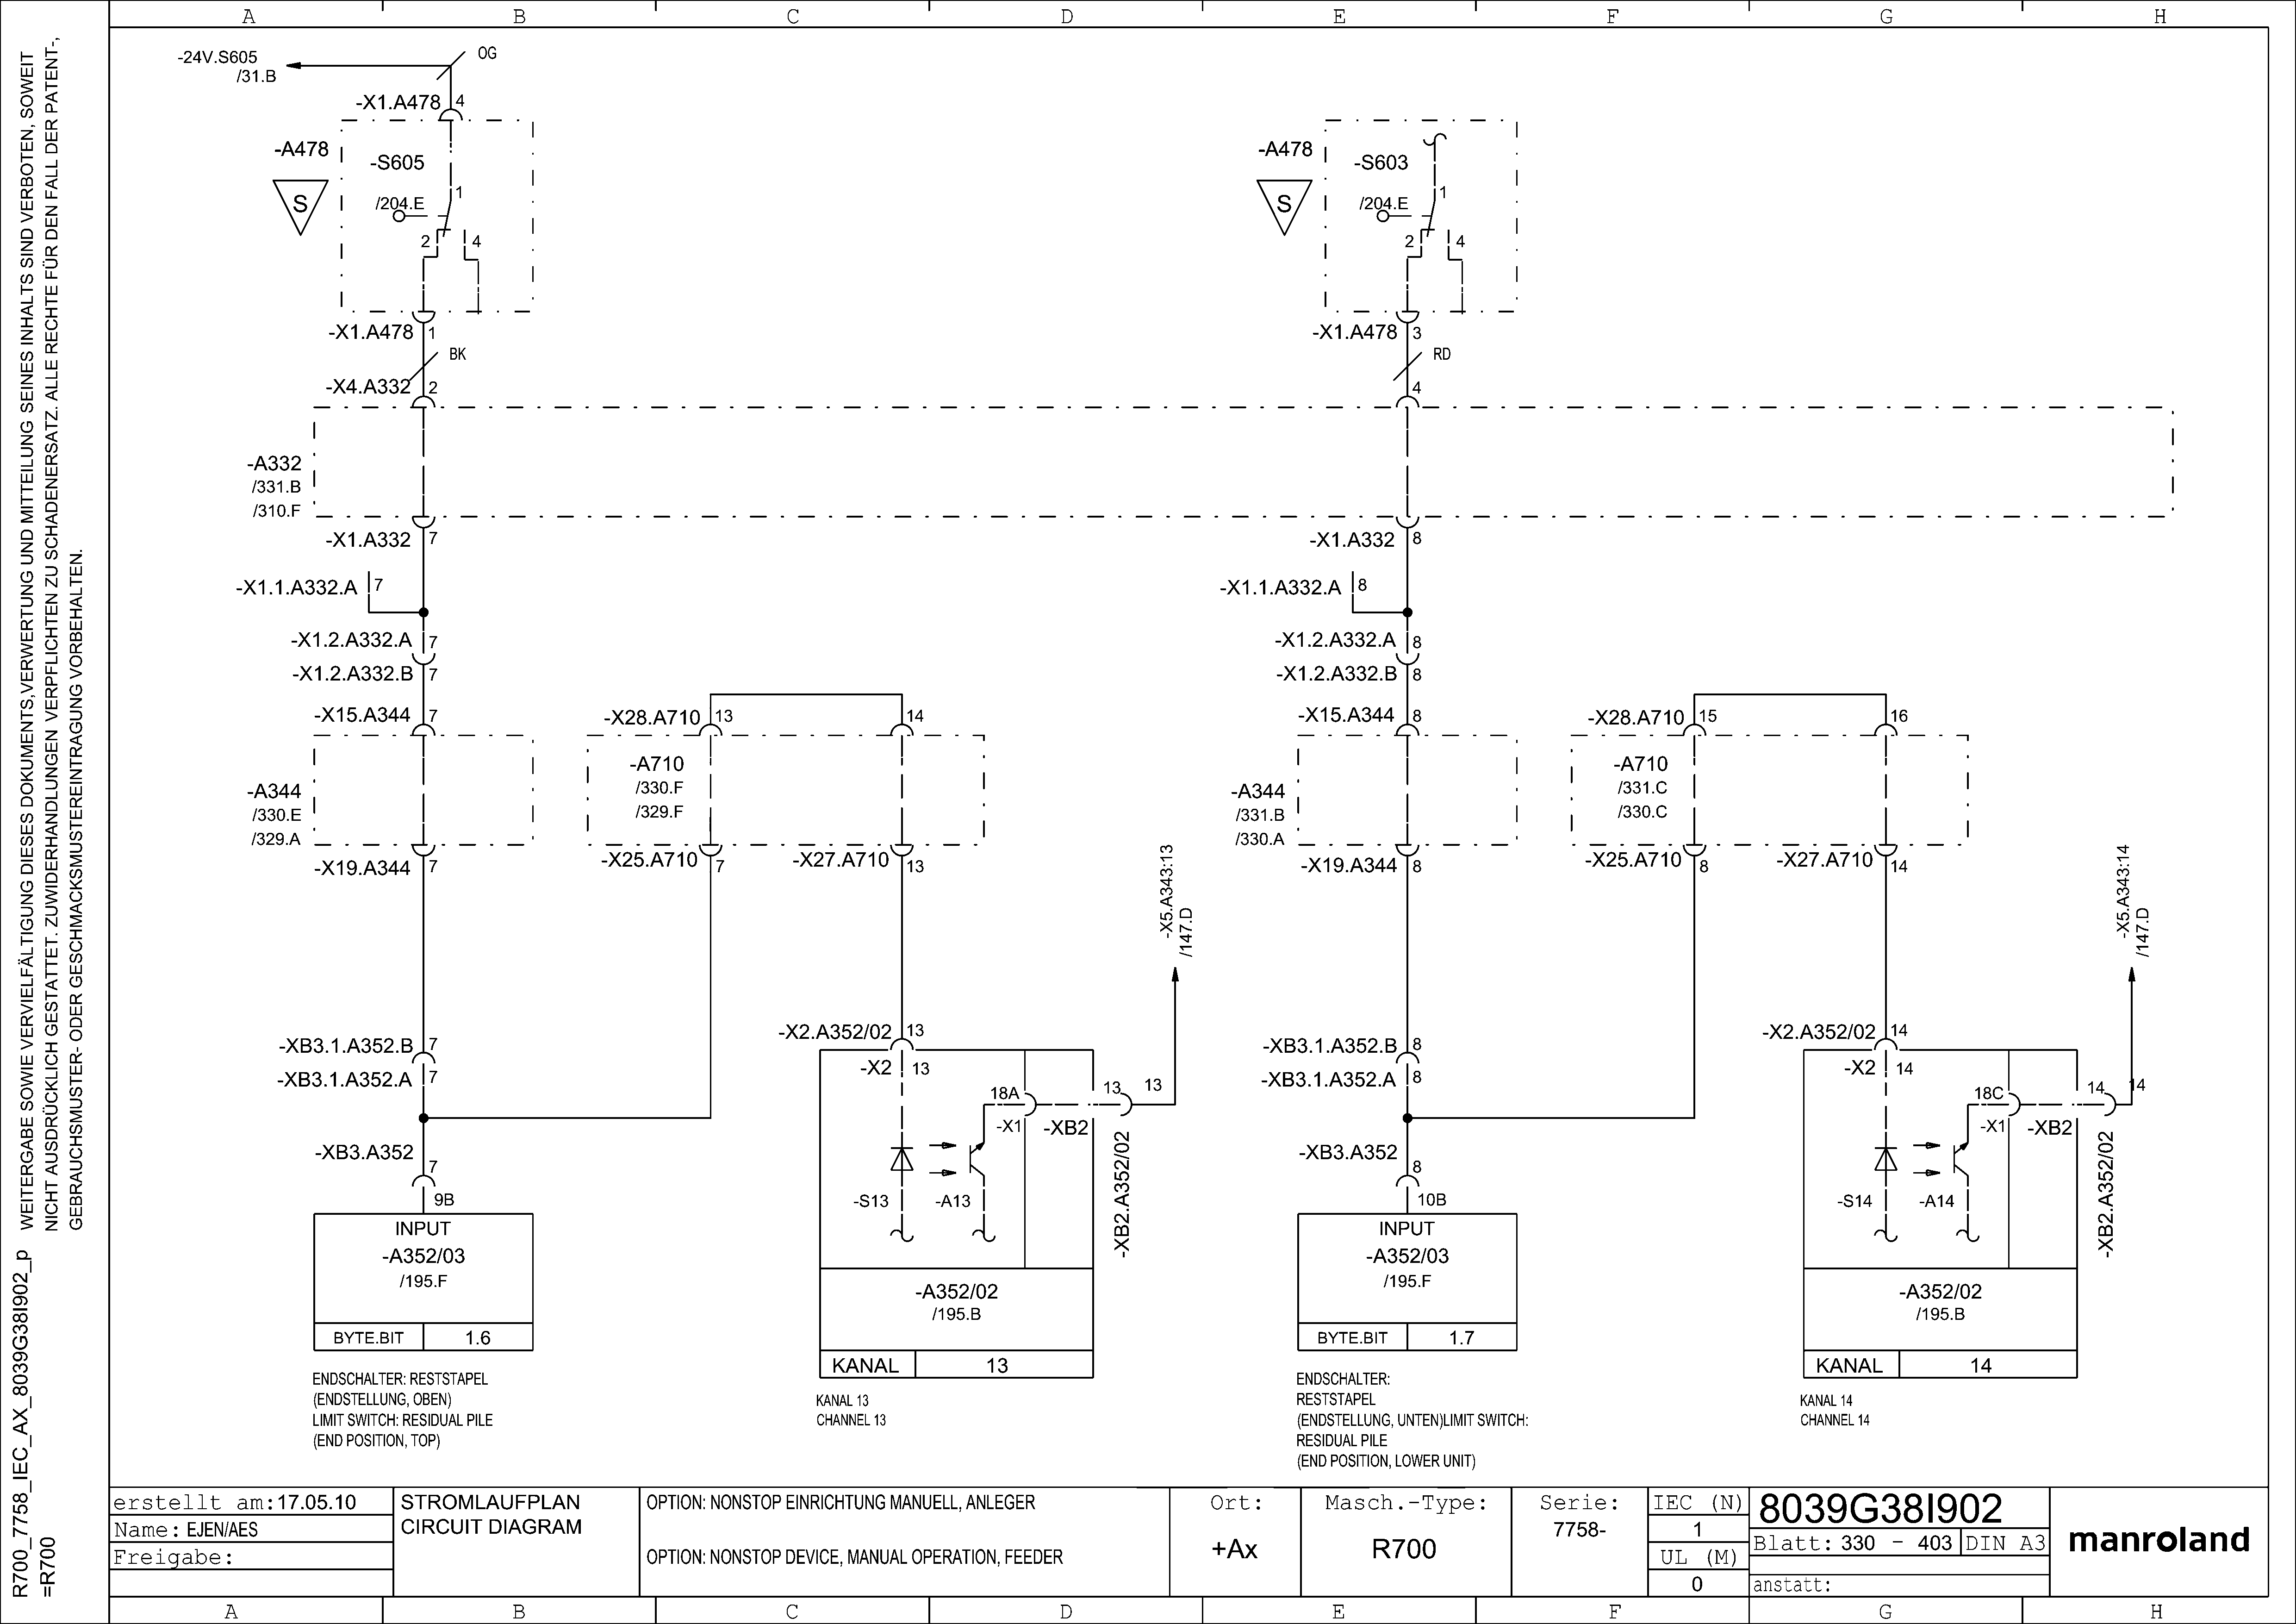 A B C D E F G H
WEITERGABE SOWIE VERVIELFÄLTIGUNG DIESES DOKUMENTS,VERWERTUNG UND MITTEILUNG SEINES INHALTS SIND VERBOTEN, SOWEIT
NICHT AUSDRÜCKLICH GESTATTET. ZUWIDERHANDLUNGEN VERPFLICHTEN ZU SCHADENERSATZ. ALLE RECHTE FÜR DEN FALL DER PATENT-,
GEBRAUCHSMUSTER- ODER GESCHMACKSMUSTEREINTRAGUNG VORBEHALTEN.
R700_7758_IEC_AX_8039G38I902_p
=R700
-24V.S605
/31.B
OG
-X1.A478 4
-A478
S
-S605
/204.E
1
2 4
-X1.A478 1
BK
-X4.A332 2
-A332
/331.B
/310.F
-X1.A332 7
-X1.1.A332.A 7
-X1.2.A332.A 7
-X1.2.A332.B 7
-X15.A344 7
-A344
/330.E
/329.A
-X19.A344 7
-X28.A710 13 14
-A710
/330.F
/329.F
-X25.A710 7
-X27.A710 13
-XB3.1.A352.B 7
-XB3.1.A352.A 7
-XB3.A352 7
9B
INPUT
-A352/03
/195.F
BYTE.BIT 1.6
ENDSCHALTER: RESTSTAPEL
(ENDSTELLUNG, OBEN)
LIMIT SWITCH: RESIDUAL PILE
(END POSITION, TOP)
-X2.A352/02 13
-X2 13
18A
-X1
-XB2
13 13
-X5.A343:13
/147.D
-XB2.A352/02
-S13
-A13
-A352/02
/195.B
KANAL 13
KANAL 13
CHANNEL 13
-A478
S
-S603
/204.E
1
2 4
-X1.A478 3
RD
4
-X1.A332 8
-X1.1.A332.A 8
-X1.2.A332.A 8
-X1.2.A332.B 8
-X15.A344 8
-A344
/331.B
/330.A
-X19.A344 8
-X28.A710 15 16
-A710
/331.C
/330.C
-X25.A710 8
-X27.A710 14
-XB3.1.A352.B 8
-XB3.1.A352.A 8
-XB3.A352 8
10B
INPUT
-A352/03
/195.F
BYTE.BIT 1.7
ENDSCHALTER:
RESTSTAPEL
(ENDSTELLUNG, UNTEN)LIMIT SWITCH:
RESIDUAL PILE
(END POSITION, LOWER UNIT)
-X2.A352/02 14
-X2 14
18C
-X1
-XB2
14 14
-X5.A343:14
/147.D
-XB2.A352/02
-S14
-A14
-A352/02
/195.B
KANAL 14
KANAL 14
CHANNEL 14
erstellt am:17.05.10
Name: EJEN/AES
Freigabe:
STROMLAUFPLAN
CIRCUIT DIAGRAM
OPTION: NONSTOP EINRICHTUNG MANUELL, ANLEGER
OPTION: NONSTOP DEVICE, MANUAL OPERATION, FEEDER
Ort:
+Ax
Masch.-Type:
R700
Serie:
7758-
IEC (N)
1
UL (M)
0
8039G38I902
Blatt: 330 - 403 DIN A3
anstatt:
manroland
A B C D E F G H